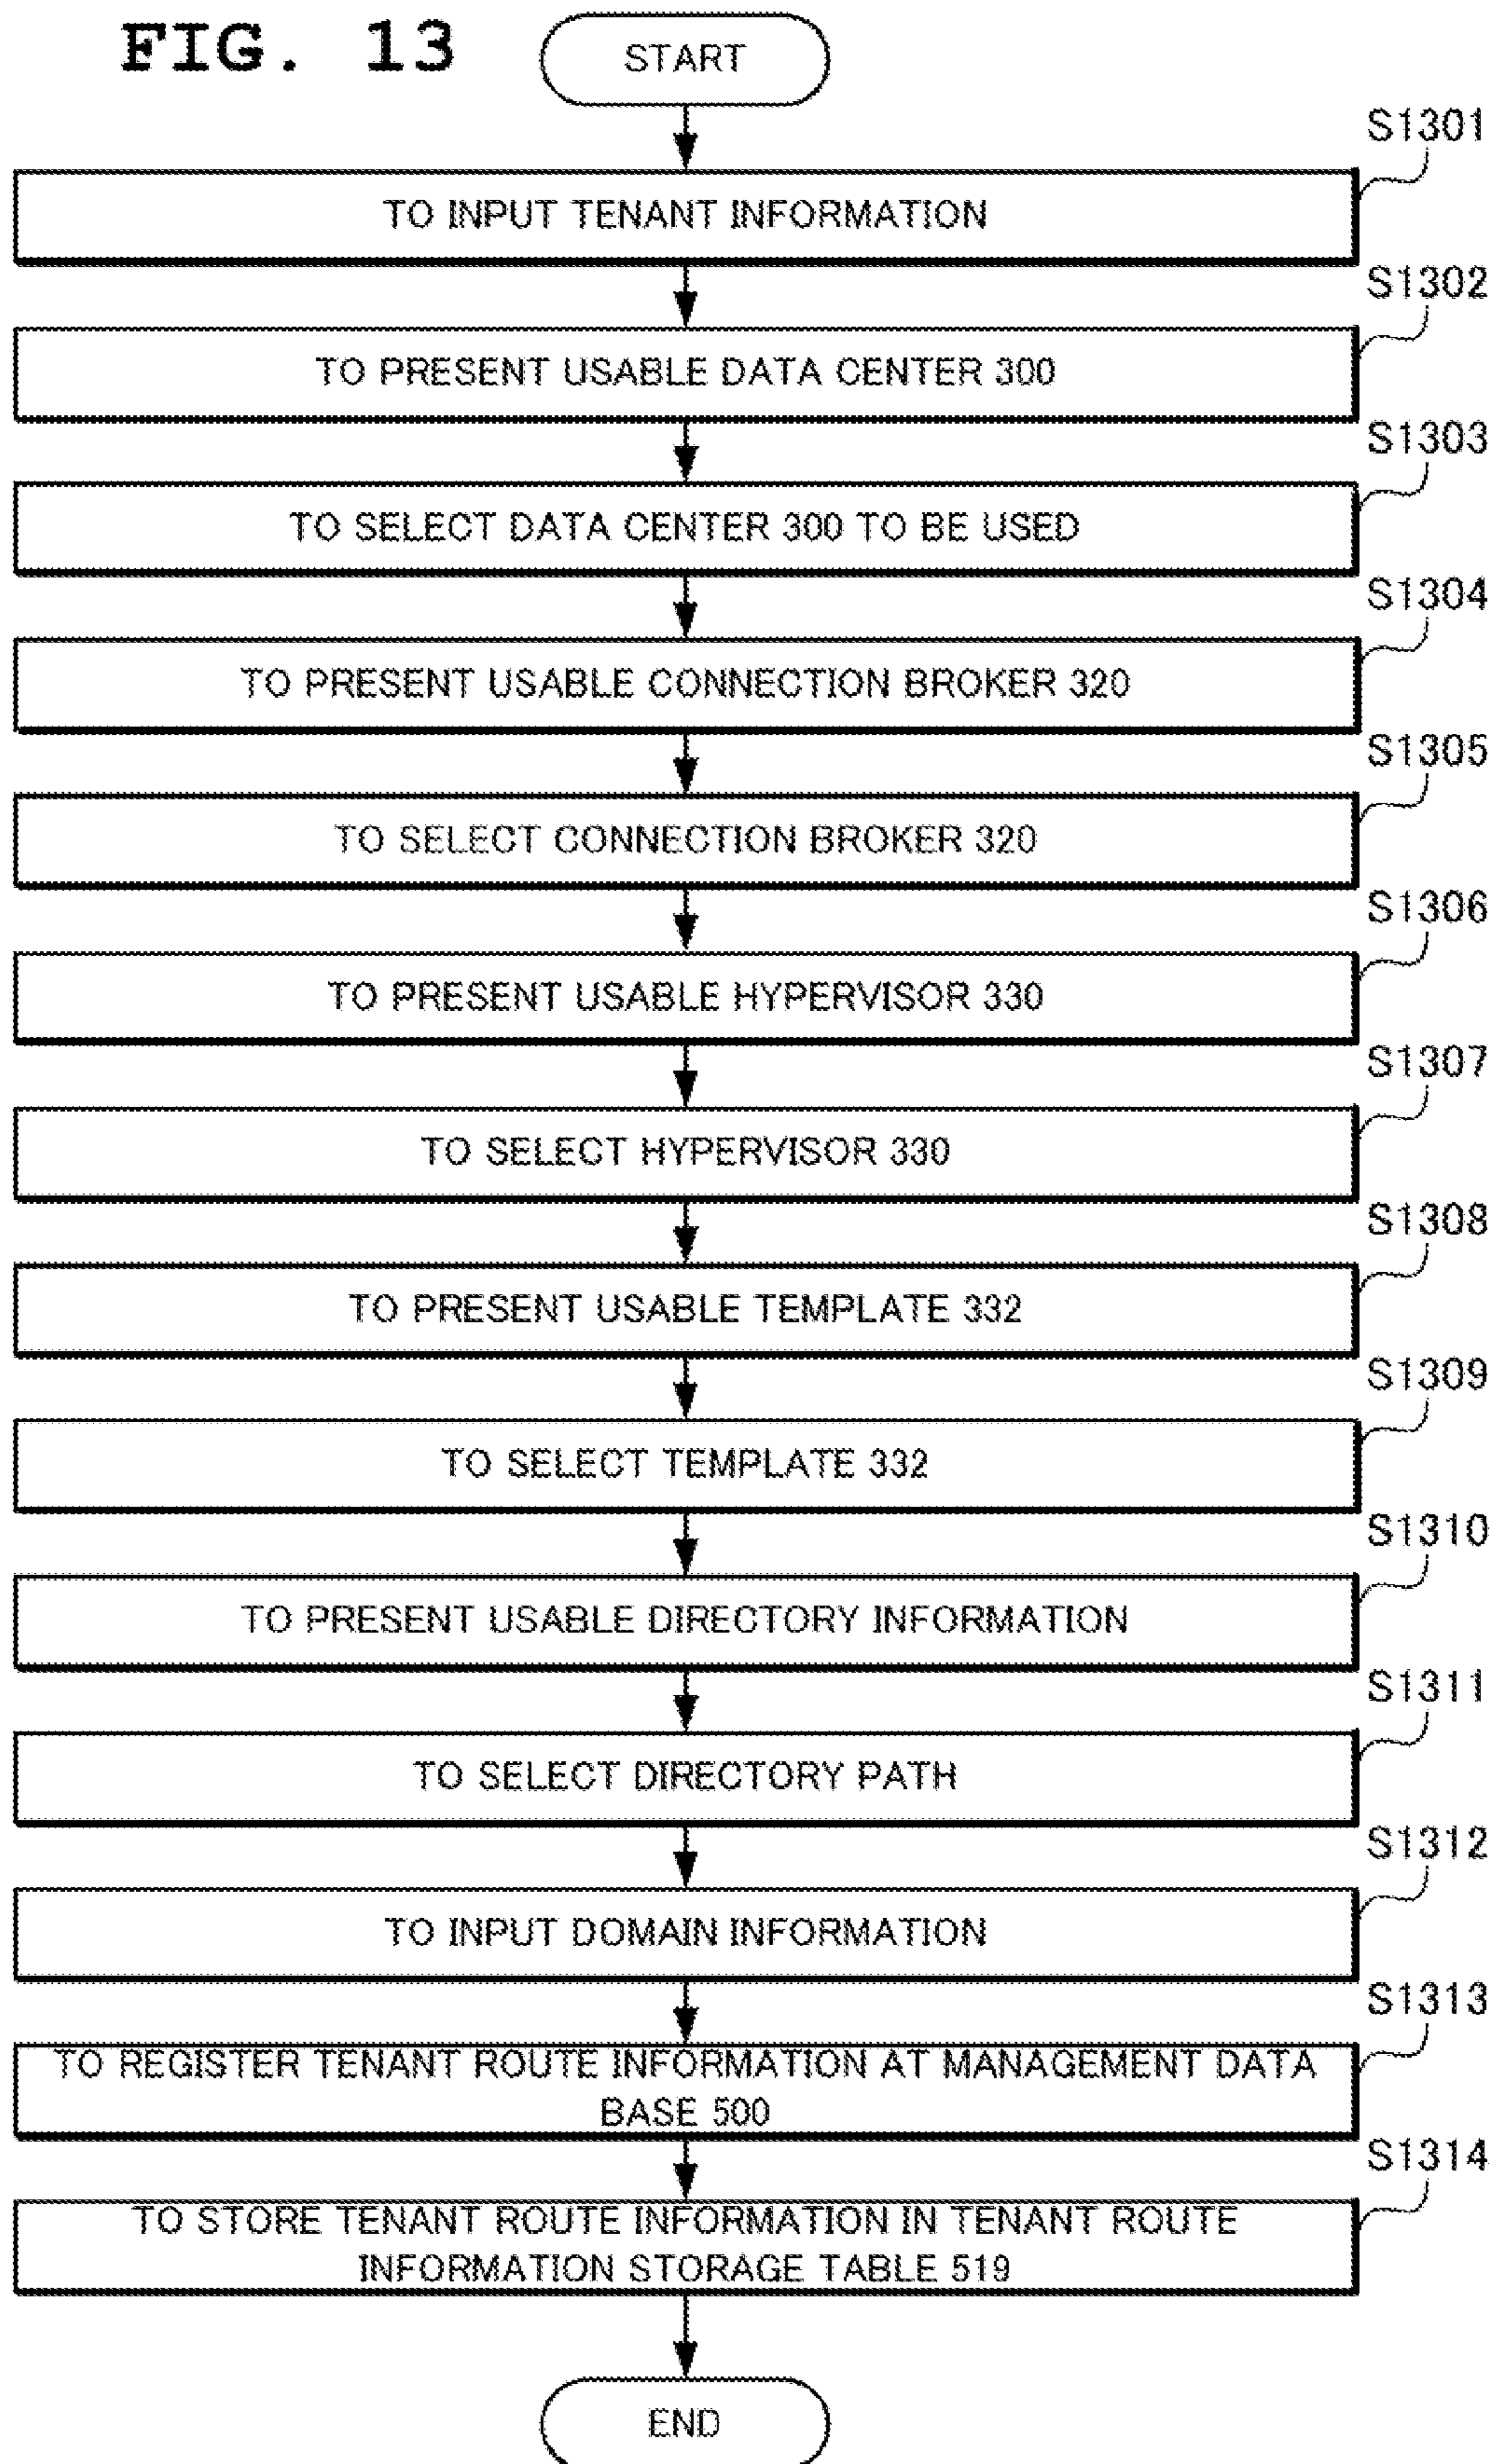 FIG. 13
START
S1301
TO INPUT TENANT INFORMATION
S1302
TO PRESENT USABLE DATA CENTER 300
S1303
TO SELECT DATA CENTER 300 TO BE USED
S1304
TO PRESENT USABLE CONNECTION BROKER 320
S1305
TO SELECT CONNECTION BROKER 320
S1306
TO PRESENT USABLE HYPERVISOR 330
S1307
TO SELECT HYPERVISOR 330
S1308
TO PRESENT USABLE TEMPLATE 332
S1309
TO SELECT TEMPLATE 332
S1310
TO PRESENT USABLE DIRECTORY INFORMATION
S1311
TO SELECT DIRECTORY PATH
S1312
TO INPUT DOMAIN INFORMATION
S1313
TO REGISTER TENANT ROUTE INFORMATION AT MANAGEMENT DATA
BASE 500
S1314
TO STORE TENANT ROUTE INFORMATION IN TENANT ROUTE
INFORMATION STORAGE TABLE 519
END